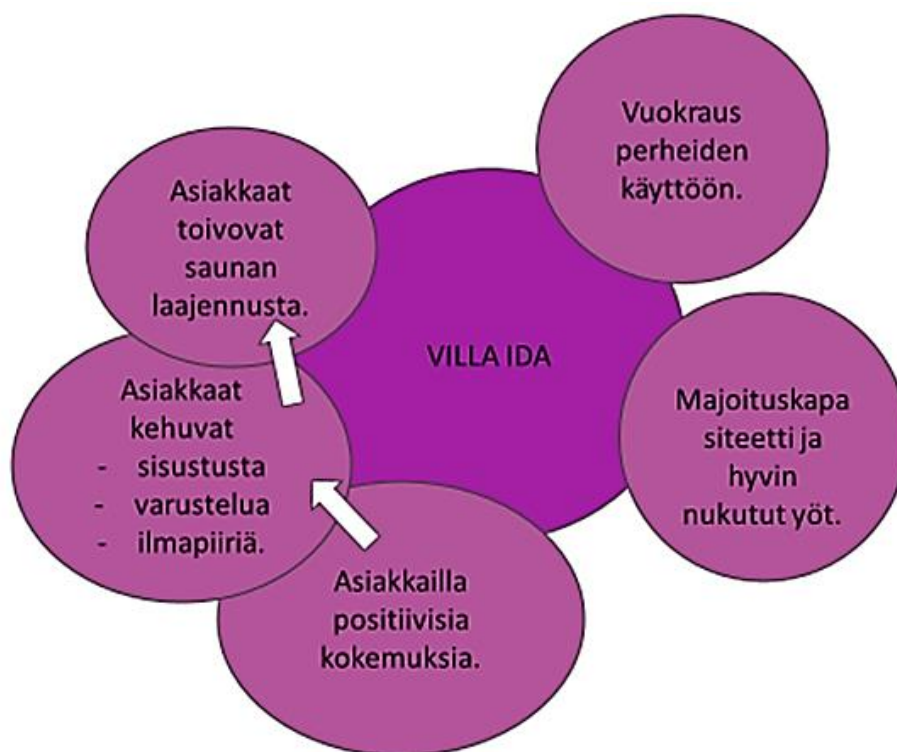 Vuokraus
perheiden
käyttöön.
Asiakkaat
toivovat
saunan
laajennusta.
VILLA IDA
Asiakkaat
kehuvat
- sisustusta
- varustelua
- ilmapiiriä.
Majoituskapa
siteetti ja
hyvin
nukutut yöt.
Asiakkailla
positiivisia
kokemuksia.